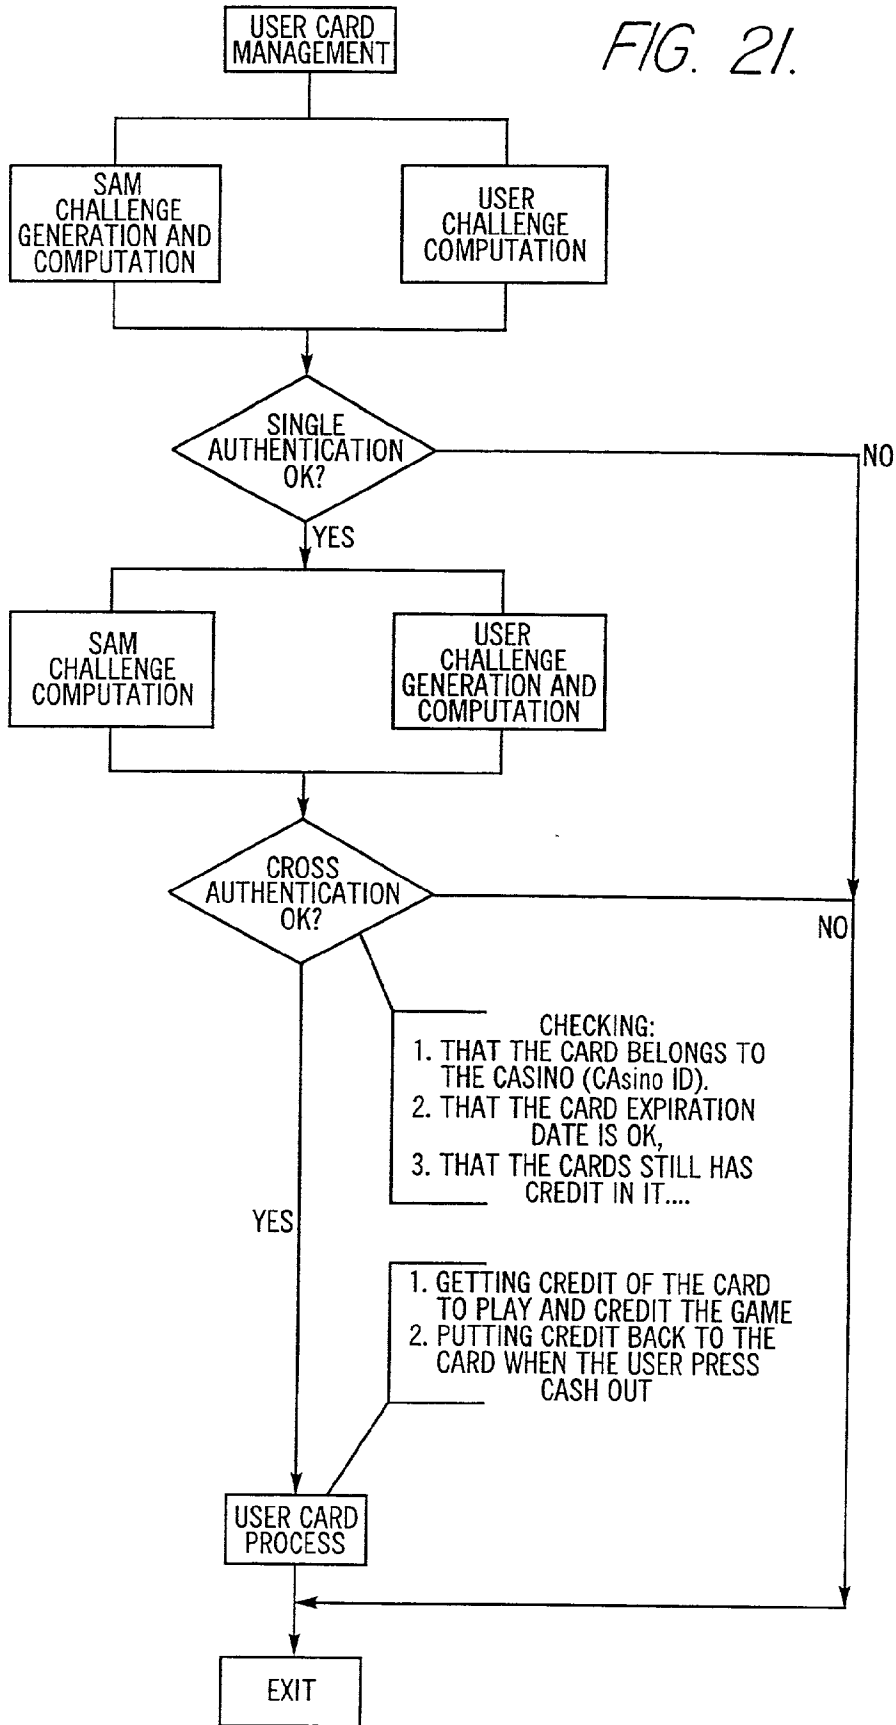 USER CARD
MANAGEMENT
FIG. 21.
SAM
CHALLENGE
GENERATION AND
COMPUTATION
USER
CHALLENGE
COMPUTATION
SINGLE
AUTHENTICATION
OK?
NO
YES
SAM
CHALLENGE
COMPUTATION
USER
CHALLENGE
GENERATION AND
COMPUTATION
CROSS
AUTHENTICATION
OK?
NO
CHECKING:
1. THAT THE CARD BELONGS TO
THE CASINO (CAsino ID).
2. THAT THE CARD EXPIRATION
DATE IS OK,
3. THAT THE CARDS STILL HAS
CREDIT IN IT....
YES
1. GETTING CREDIT OF THE CARD
TO PLAY AND CREDIT THE GAME
2. PUTTING CREDIT BACK TO THE
CARD WHEN THE USER PRESS
CASH OUT
USER CARD
PROCESS
EXIT